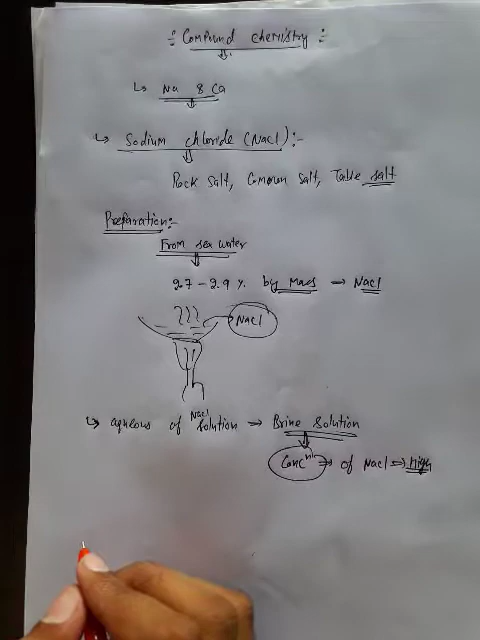 ÷ Compound chemistry ÷
↳ Na & Ca
↳ Sodium chloride (NaCl):-
Rock Salt, Common Salt, Table salt
Preparation:-
From sea water
2.7 - 2.9 % by Mass → NaCl
NaCl
↳ aqueous of NaCl solution → Brine Solution
Concn → of NaCl ⇒ High